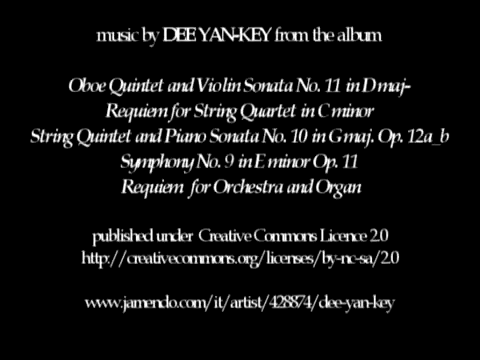 music by DEE YAN-KEY from the album
Oboe Quintet and Violin Sonata No. 11 in D maj-
Requiem for String Quartet in C minor
String Quintet and Piano Sonata No. 10 in G maj. Op. 12a_b
Symphony No. 9 in E minor Op. 11
Requiem for Orchestra and Organ
published under Creative Commons Licence 2.0
http://creativecommons.org/licenses/by-nc-sa/2.0
www.jamendo.com/it/artist/428874/dee-yan-key